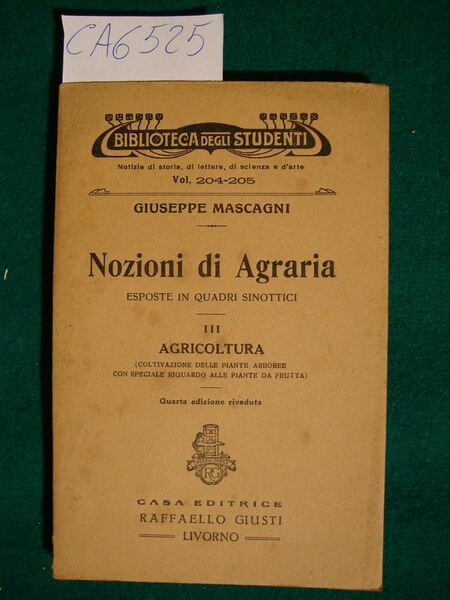 CA6525
BIBLIOTECA DEGLI STUDENTI
Notizie di storia, di lettere, di scienza e d'arte
Vol. 204-205
GIUSEPPE MASCAGNI
Nozioni di Agraria
ESPOSTE IN QUADRI SINOTTICI
III
AGRICOLTURA
(COLTIVAZIONE DELLE PIANTE ARBOREE
CON SPECIALE RIGUARDO ALLE PIANTE DA FRUTTA)
Quarta edizione riveduta
RG
CASA EDITRICE
RAFFAELLO GIUSTI
LIVORNO